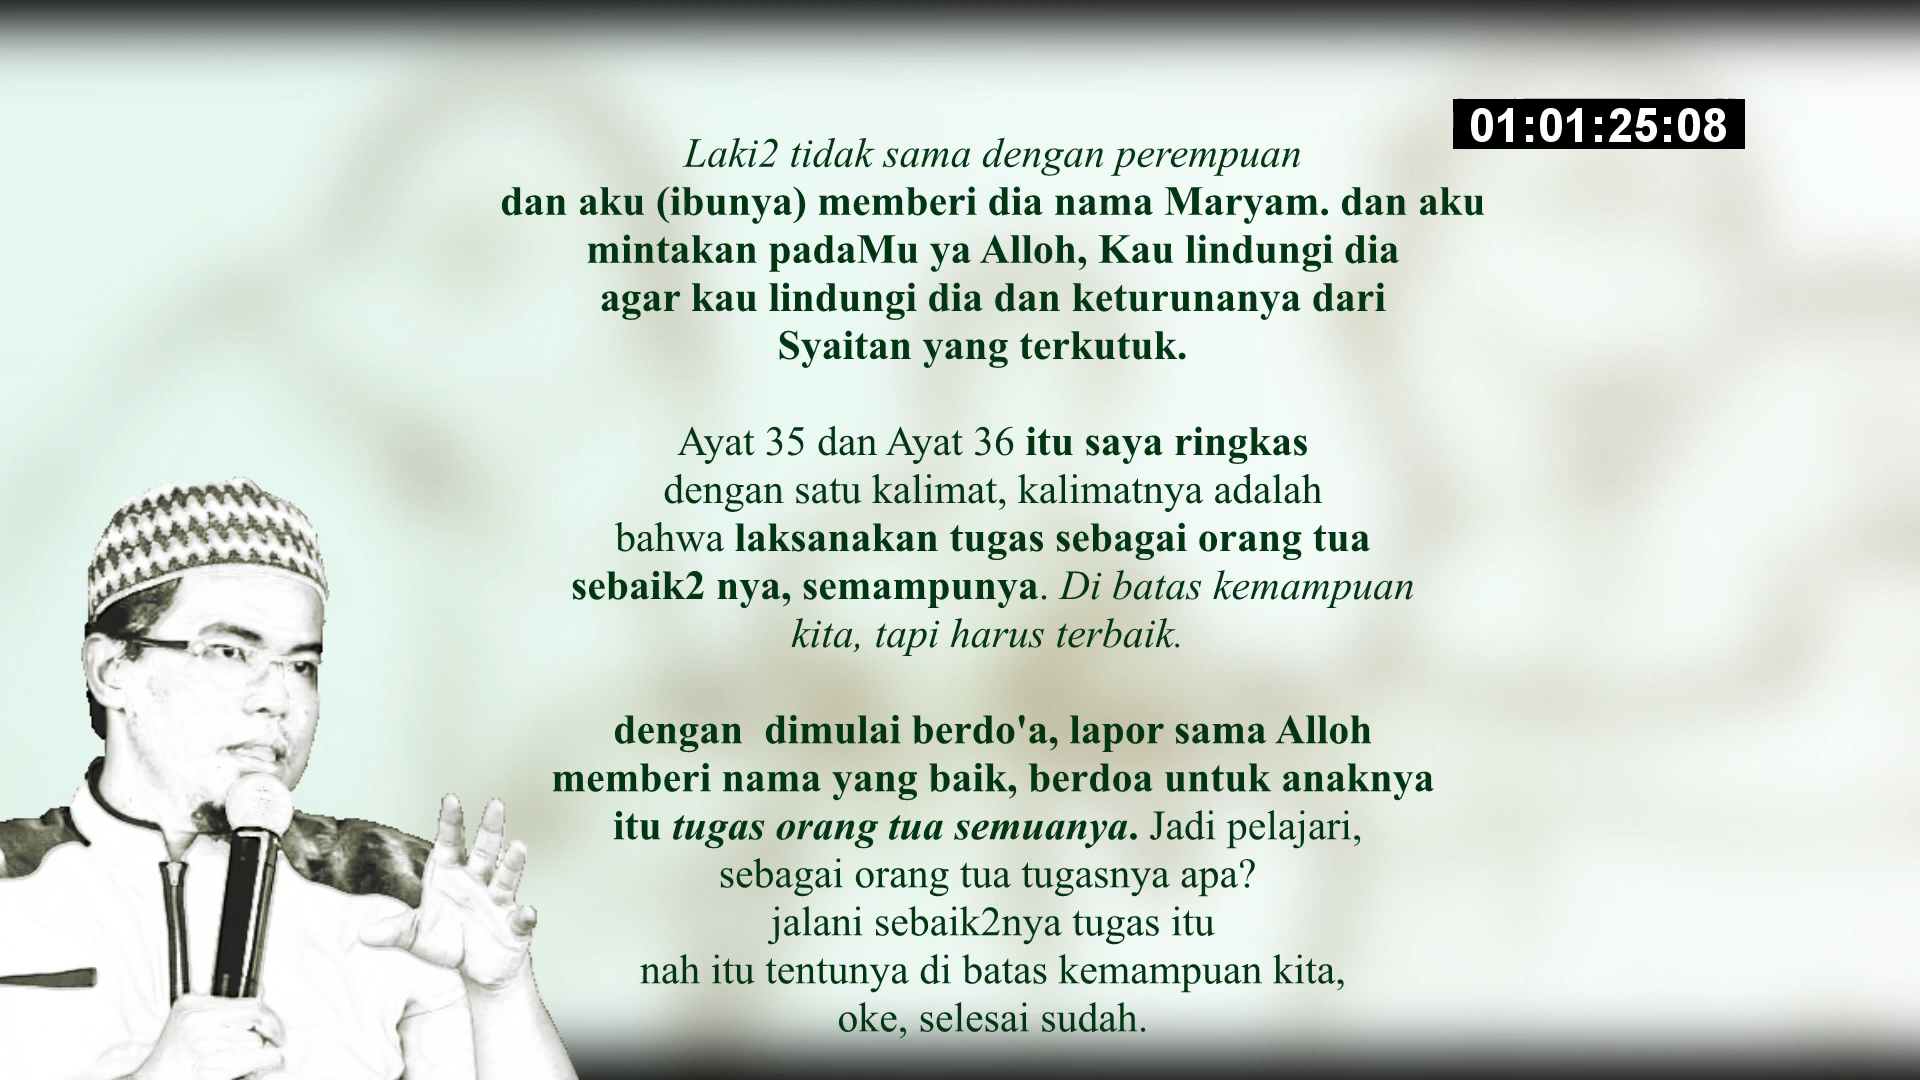 01:01:25:08
Laki2 tidak sama dengan perempuan
dan aku (ibunya) memberi dia nama Maryam. dan aku
mintakan padaMu ya Alloh, Kau lindungi dia
agar kau lindungi dia dan keturunanya dari
Syaitan yang terkutuk.
Ayat 35 dan Ayat 36 itu saya ringkas
dengan satu kalimat, kalimatnya adalah
bahwa laksanakan tugas sebagai orang tua
sebaik2 nya, semampunya. Di batas kemampuan
kita, tapi harus terbaik.
dengan  dimulai berdo'a, lapor sama Alloh
memberi nama yang baik, berdoa untuk anaknya
itu tugas orang tua semuanya. Jadi pelajari,
sebagai orang tua tugasnya apa?
jalani sebaik2nya tugas itu
nah itu tentunya di batas kemampuan kita,
oke, selesai sudah.